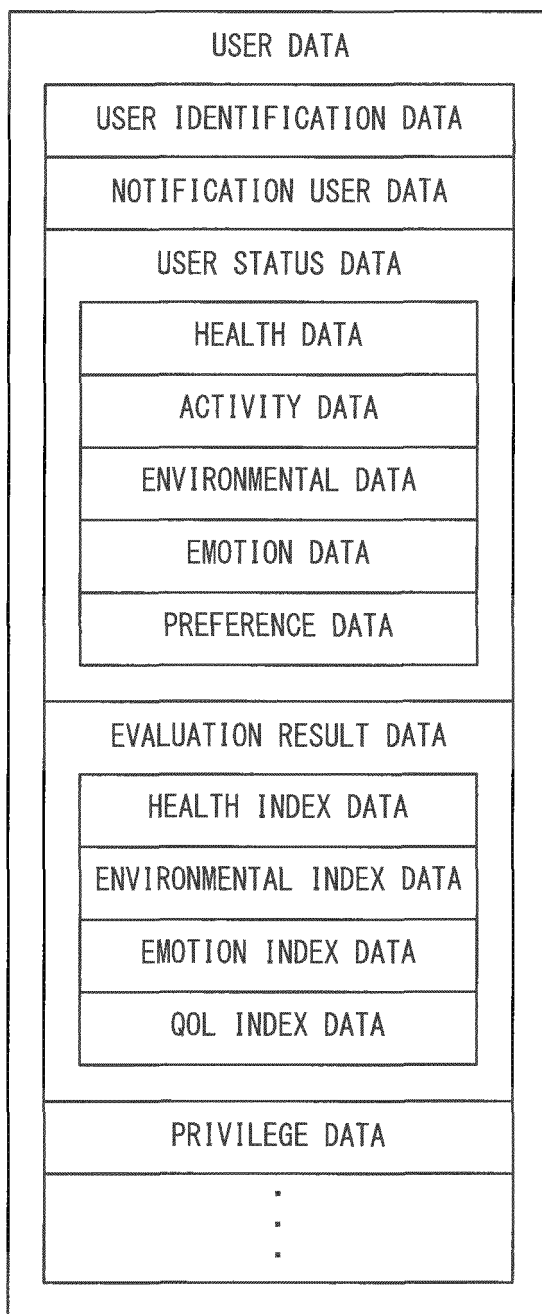 USER DATA
USER IDENTIFICATION DATA
NOTIFICATION USER DATA
USER STATUS DATA
HEALTH DATA
ACTIVITY DATA
ENVIRONMENTAL DATA
EMOTION DATA
PREFERENCE DATA
EVALUATION RESULT DATA
HEALTH INDEX DATA
ENVIRONMENTAL INDEX DATA
EMOTION INDEX DATA
QOL INDEX DATA
PRIVILEGE DATA